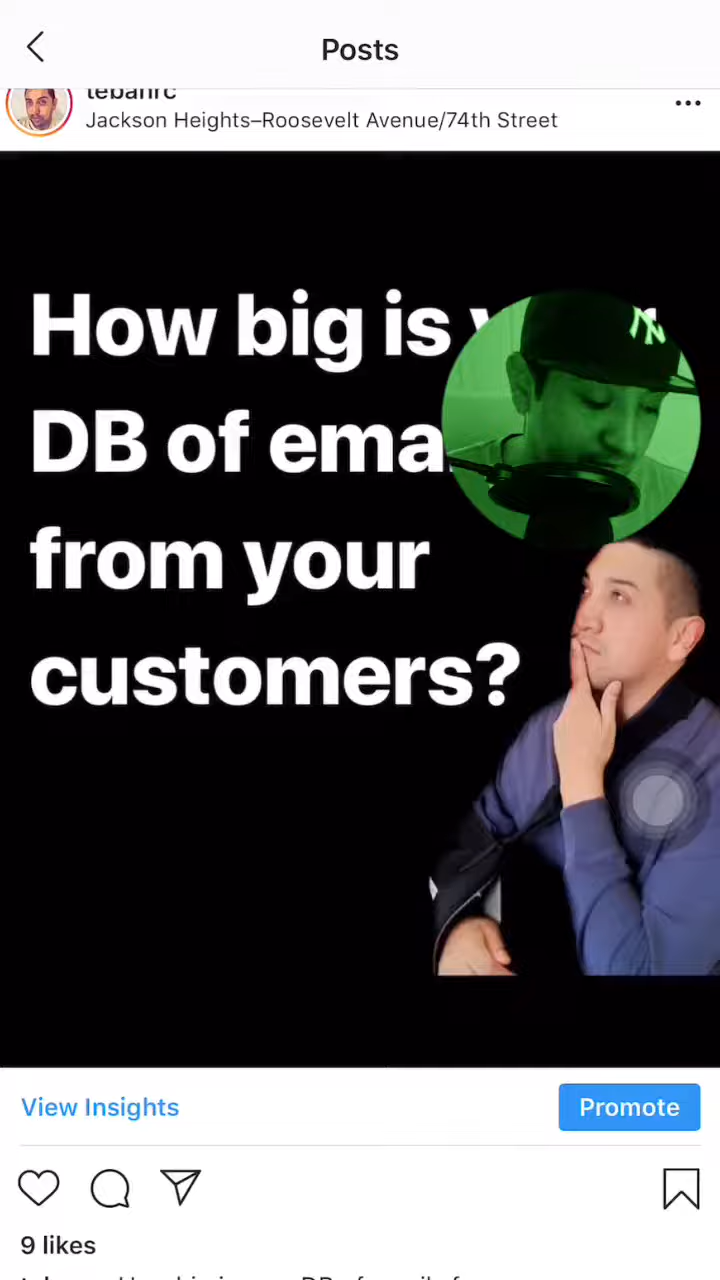 Posts
tebanrc
Jackson Heights–Roosevelt Avenue/74th Street
How big is
DB of
from your
customers?
NY
View Insights
Promote
9 likes